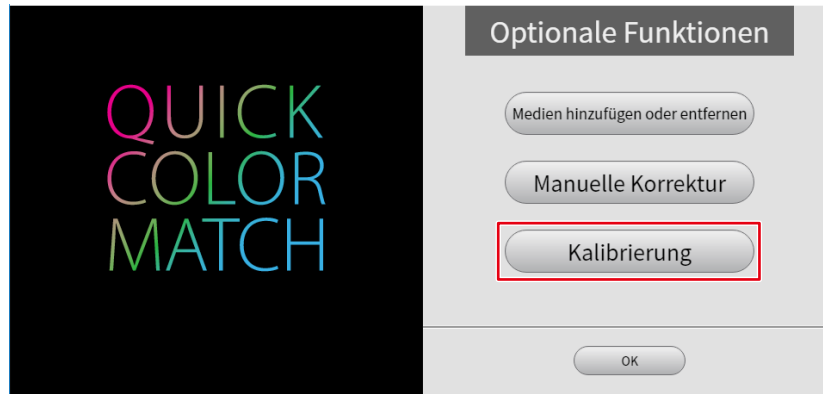 QUICK
COLOR
MATCH
Optionale Funktionen
Medien hinzufügen oder entfernen
Manuelle Korrektur
Kalibrierung
OK